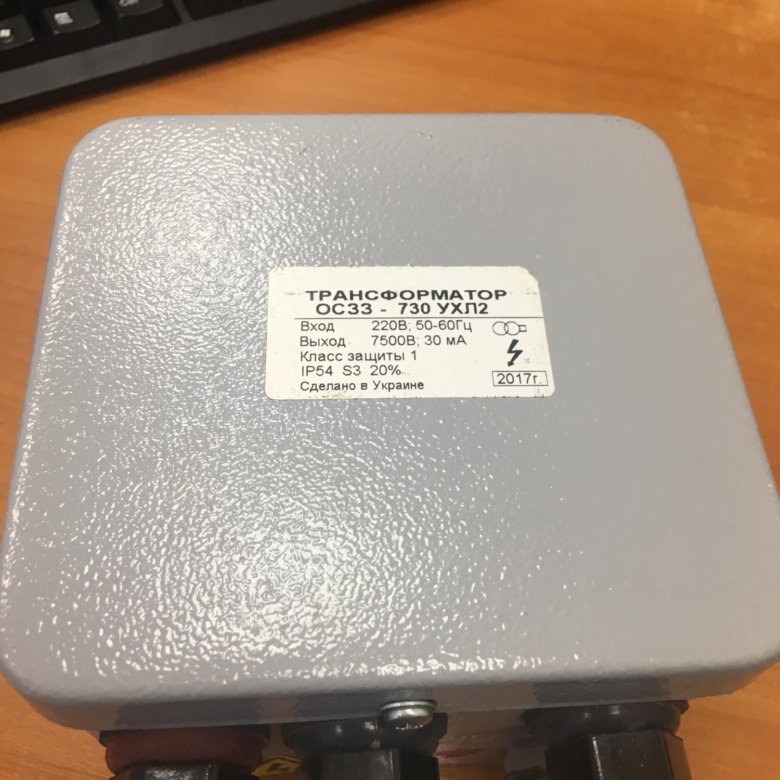 ТРАНСФОРМАТОР
ОСЗЗ - 730 УХЛ2
Вход 220В; 50-60Гц
Выход 7500В; 30 мА
Класс защиты 1
IP54 S3 20%
Сделано в Украине 2017г.